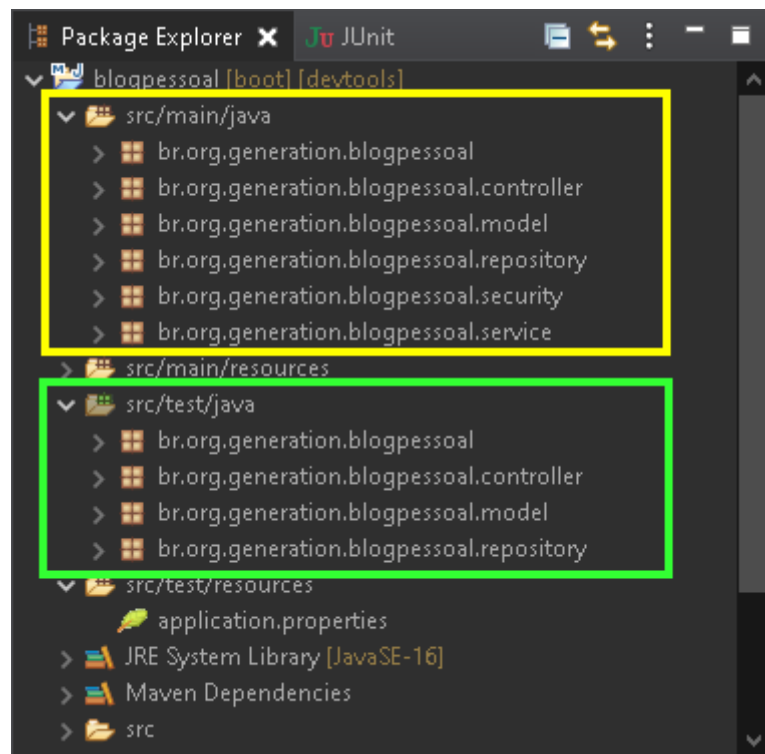 Package Explorer JUnit
blogpessoal [boot] [devtools]
src/main/java
br.org.generation.blogpessoal
br.org.generation.blogpessoal.controller
br.org.generation.blogpessoal.model
br.org.generation.blogpessoal.repository
br.org.generation.blogpessoal.security
br.org.generation.blogpessoal.service
src/main/resources
src/test/java
br.org.generation.blogpessoal
br.org.generation.blogpessoal.controller
br.org.generation.blogpessoal.model
br.org.generation.blogpessoal.repository
src/test/resources
application.properties
JRE System Library [JavaSE-16]
Maven Dependencies
src